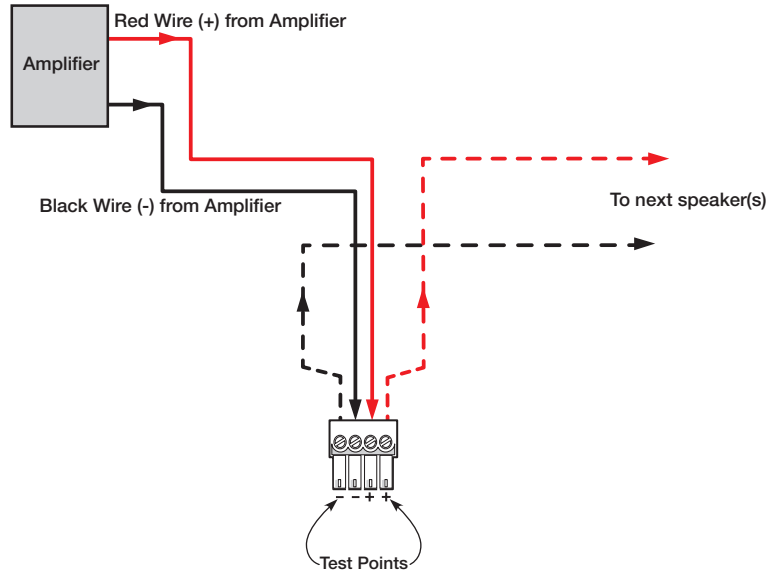 Red Wire (+) from Amplifier
Amplifier
Black Wire (-) from Amplifier
To next speaker(s)
- - + +
Test Points